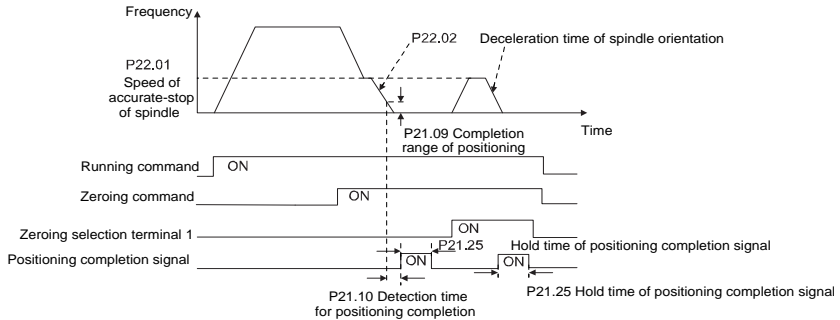 Frequency
P22.02
Deceleration time of spindle orientation
P22.01
Speed of
accurate-stop
of spindle
Time
P21.09 Completion
range of positioning
Running command
ON
Zeroing command
ON
Zeroing selection terminal 1
ON
P21.25
Hold time of positioning completion signal
Positioning completion signal
ON
ON
P21.10 Detection time
for positioning completion
P21.25 Hold time of positioning completion signal